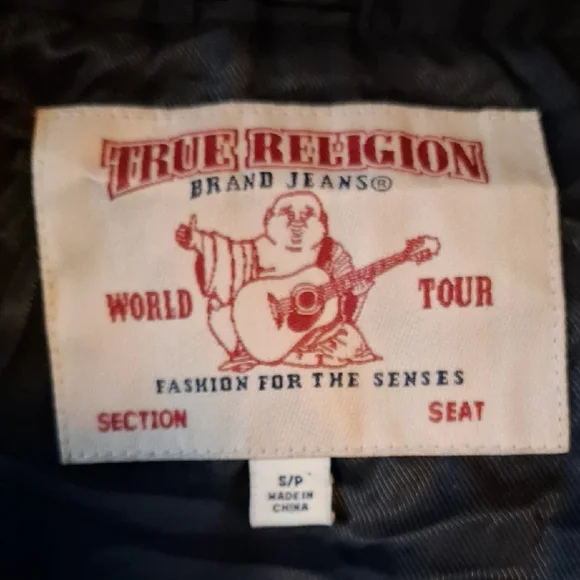 TRUE RELIGION
BRAND JEANS®
WORLD TOUR
FASHION FOR THE SENSES
SECTION SEAT
S/P
MADE IN
CHINA